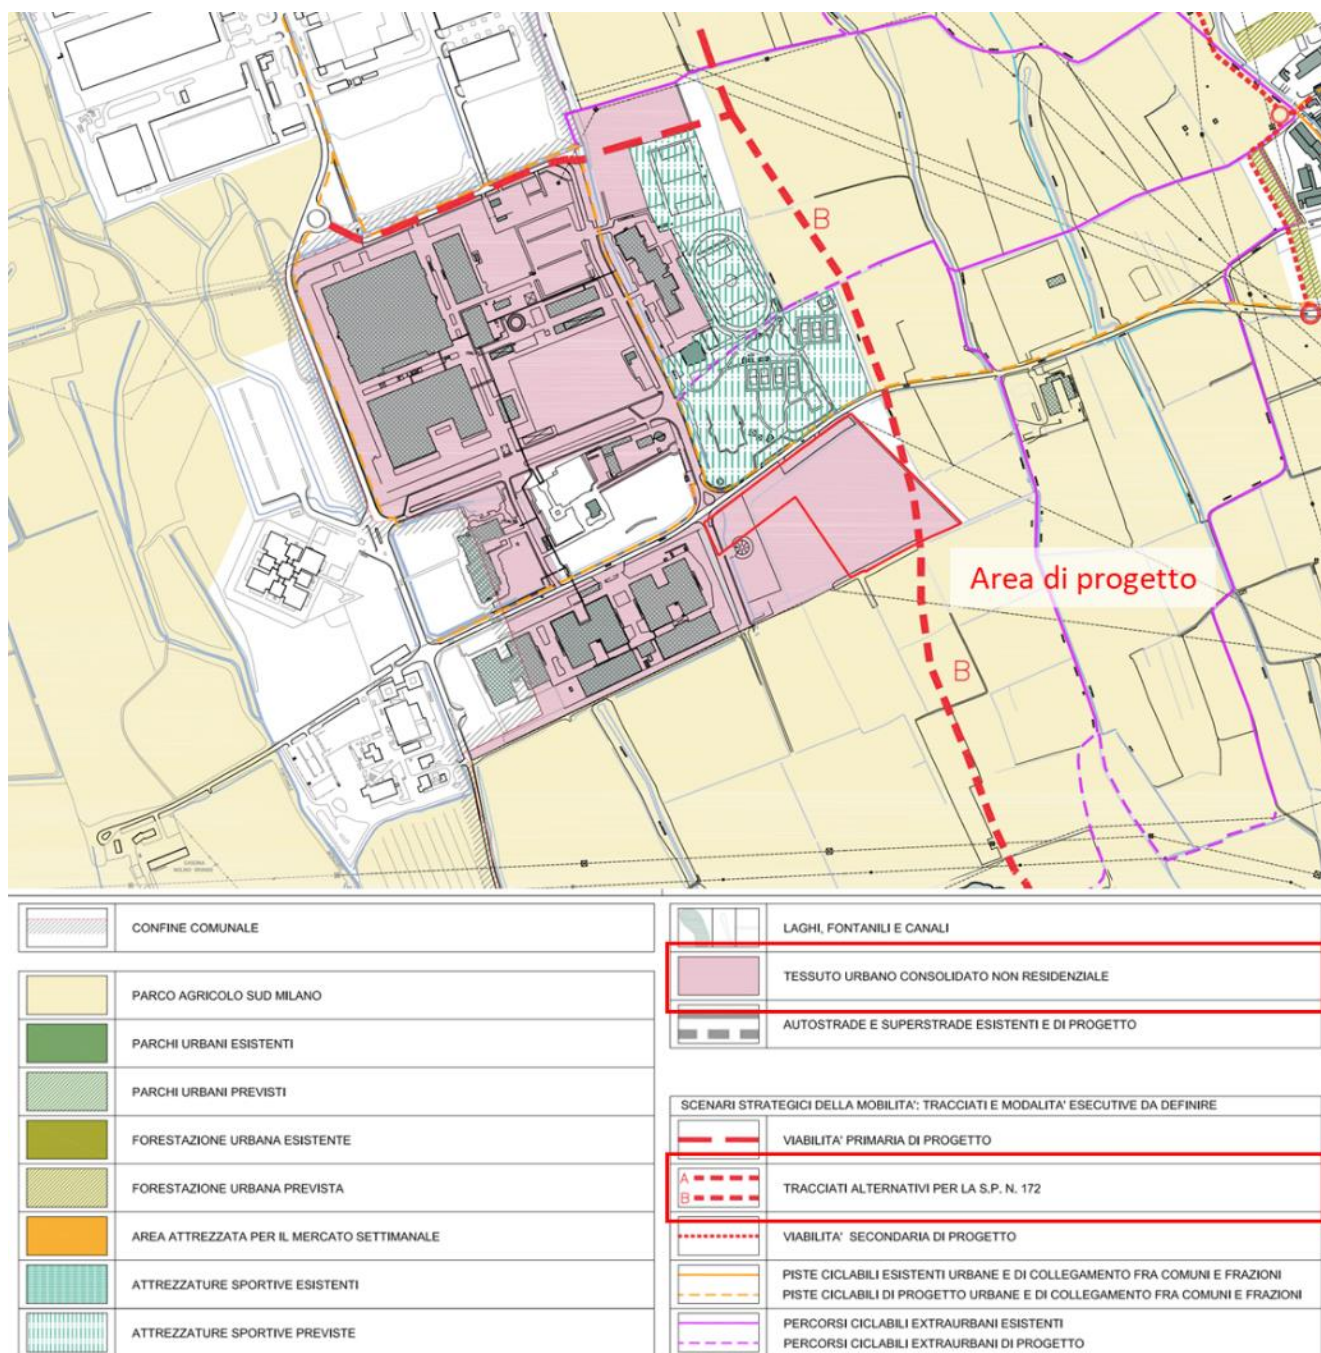 B
Area di progetto
B
CASCINA
CONFINE COMUNALE
PARCO AGRICOLO SUD MILANO
PARCHI URBANI ESISTENTI
PARCHI URBANI PREVISTI
FORESTAZIONE URBANA ESISTENTE
FORESTAZIONE URBANA PREVISTA
AREA ATTREZZATA PER IL MERCATO SETTIMANALE
ATTREZZATURE SPORTIVE ESISTENTI
ATTREZZATURE SPORTIVE PREVISTE
LAGHI, FONTANILI E CANALI
TESSUTO URBANO CONSOLIDATO NON RESIDENZIALE
AUTOSTRADE E SUPERSTRADE ESISTENTI E DI PROGETTO
SCENARI STRATEGICI DELLA MOBILITA': TRACCIATI E MODALITA' ESECUTIVE DA DEFINIRE
VIABILITA' PRIMARIA DI PROGETTO
A
B
TRACCIATI ALTERNATIVI PER LA S.P. N. 172
VIABILITA' SECONDARIA DI PROGETTO
PISTE CICLABILI ESISTENTI URBANE E DI COLLEGAMENTO FRA COMUNI E FRAZIONI
PISTE CICLABILI DI PROGETTO URBANE E DI COLLEGAMENTO FRA COMUNI E FRAZIONI
PERCORSI CICLABILI EXTRAURBANI ESISTENTI
PERCORSI CICLABILI EXTRAURBANI DI PROGETTO